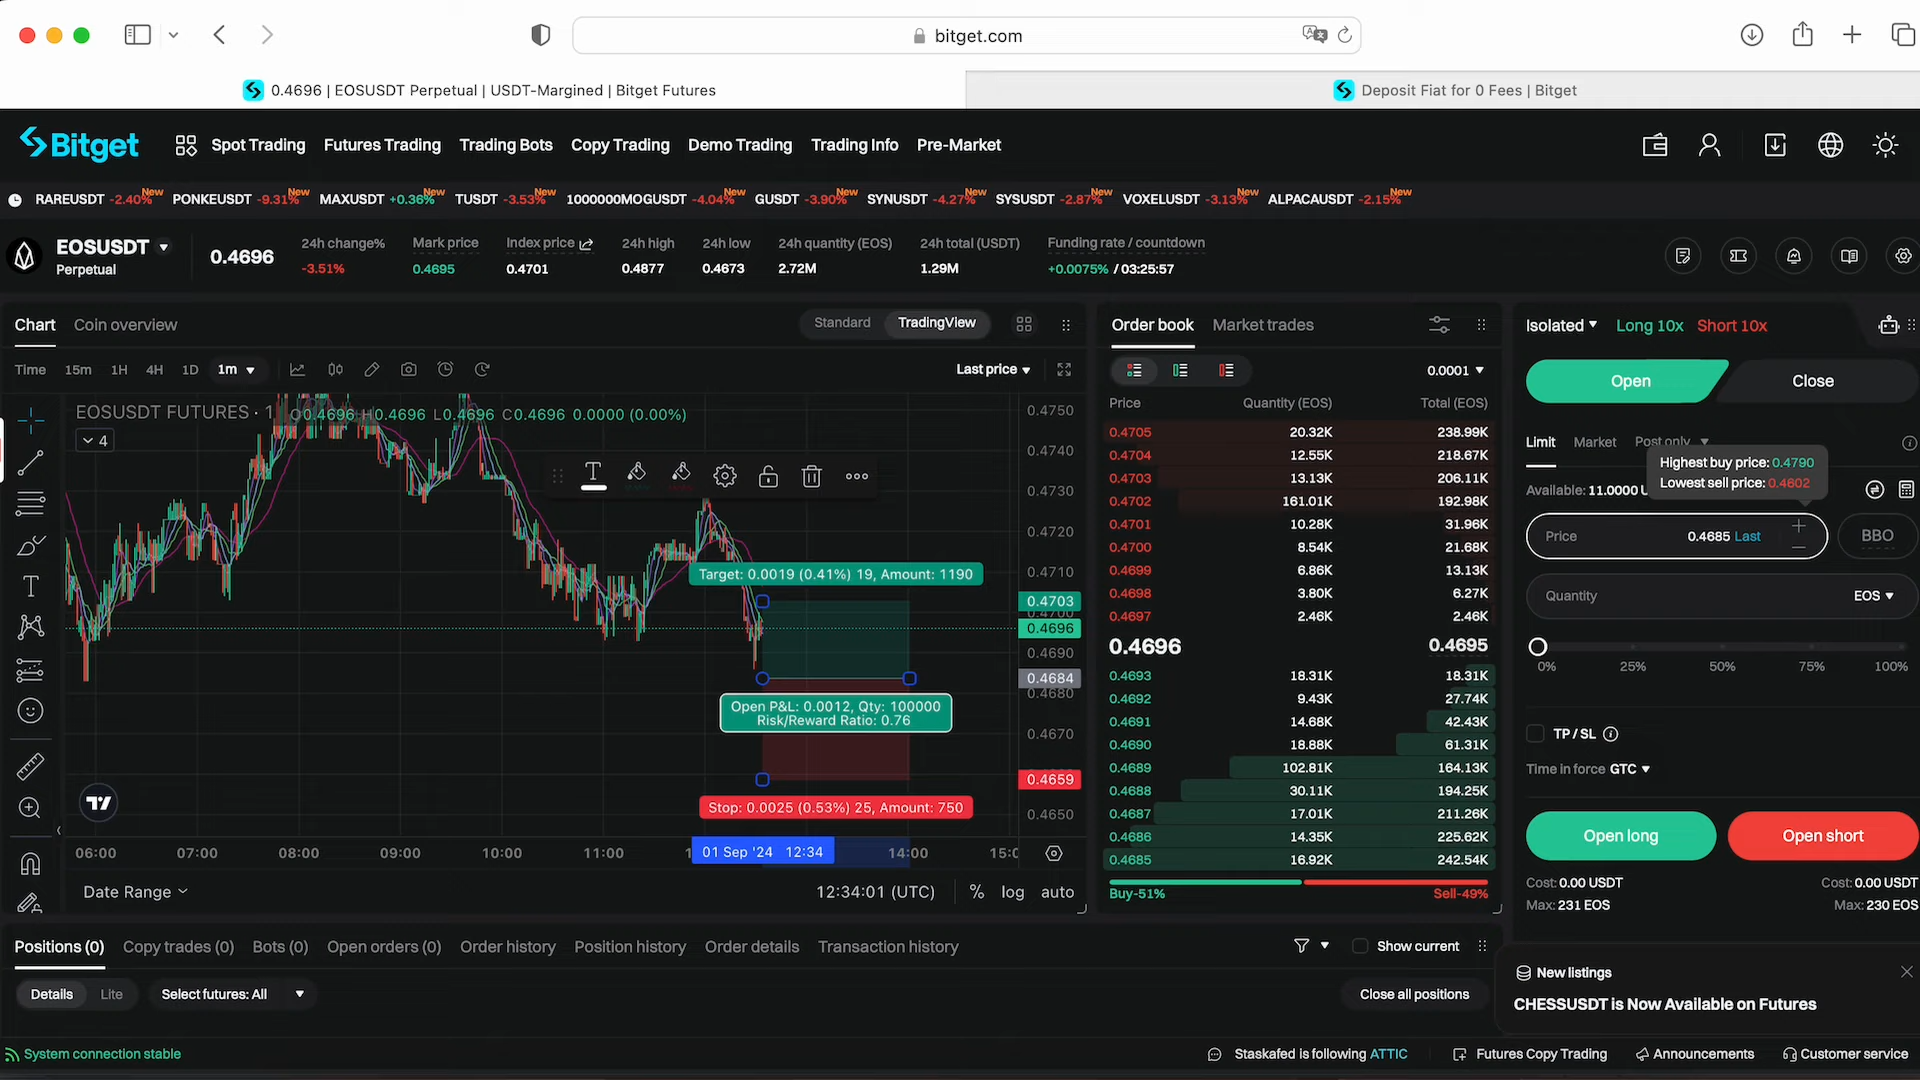 bitget.com
0.4696 | EOSUSDT Perpetual | USDT-Margined | Bitget Futures
Deposit Fiat for 0 Fees | Bitget
Bitget
Spot Trading
Futures Trading
Trading Bots
Copy Trading
Demo Trading
Trading Info
Pre-Market
RAREUSDT -2.40% New PONKEUSDT -9.31% New MAXUSDT +0.36% New TUSDT -3.53% New 1000000MOGUSDT -4.04% New GUSDT -3.90% New SYNUSDT -4.27% New SYSUSDT -2.87% New VOXELUSDT -3.13% New ALPACAUSDT -2.15% New
EOSUSDT
Perpetual
0.4696
24h change%
-3.51%
Mark price
0.4695
Index price
0.4701
24h high
0.4877
24h low
0.4673
24h quantity (EOS)
2.72M
24h total (USDT)
1.29M
Funding rate / countdown
+0.0075% / 03:25:57
Chart
Coin overview
Standard
TradingView
Time 15m 1H 4H 1D 1m
Last price
EOSUSDT FUTURES · 1 O0.4696 H0.4696 L0.4696 C0.4696 0.0000 (0.00%)
4
Target: 0.0019 (0.41%) 19, Amount: 1190
Open P&L: 0.0012, Qty: 100000
Risk/Reward Ratio: 0.76
Stop: 0.0025 (0.53%) 25, Amount: 750
0.4750
0.4740
0.4730
0.4720
0.4710
0.4703
0.4700
0.4696
0.4690
0.4684
0.4680
0.4670
0.4659
0.4650
06:00 07:00 08:00 09:00 10:00 11:00 1 01 Sep '24 12:34 14:00 15:0
Date Range
12:34:01 (UTC)
% log auto
Order book
Market trades
0.0001
Price Quantity (EOS) Total (EOS)
0.4705 20.32K 238.99K
0.4704 12.55K 218.67K
0.4703 13.13K 206.11K
0.4702 161.01K 192.98K
0.4701 10.28K 31.96K
0.4700 8.54K 21.68K
0.4699 6.86K 13.13K
0.4698 3.80K 6.27K
0.4697 2.46K 2.46K
0.4696 0.4695
0.4693 18.31K 18.31K
0.4692 9.43K 27.74K
0.4691 14.68K 42.43K
0.4690 18.88K 61.31K
0.4689 102.81K 164.13K
0.4688 30.11K 194.25K
0.4687 17.01K 211.26K
0.4686 14.35K 225.62K
0.4685 16.92K 242.54K
Buy-51% Sell-49%
Isolated Long 10x Short 10x
Open
Close
Limit Market Post only
Highest buy price: 0.4790
Lowest sell price: 0.4602
Available: 11.0000 U
Price 0.4685 Last
BBO
Quantity EOS
0% 25% 50% 75% 100%
TP/SL
Time in force GTC
Open long
Open short
Cost: 0.00 USDT
Cost: 0.00 USDT
Max: 231 EOS
Max: 230 EOS
Positions (0) Copy trades (0) Bots (0) Open orders (0) Order history Position history Order details Transaction history
Show current
Details Lite Select futures: All
Close all positions
New listings
CHESSUSDT is Now Available on Futures
System connection stable
Staskafed is following ATTIC
Futures Copy Trading
Announcements
Customer service